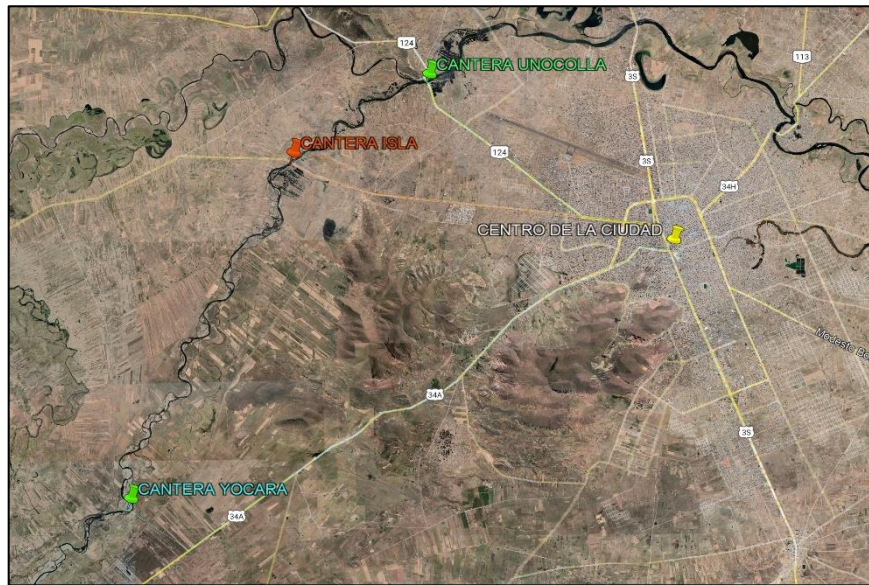 124
CANTERA UNOCOLLA
3S
113
CANTERA ISLA
124
3S
34H
CENTRO DE LA CIUDAD
Modesto Bo
34A
3S
CANTERA YOCARA
34A